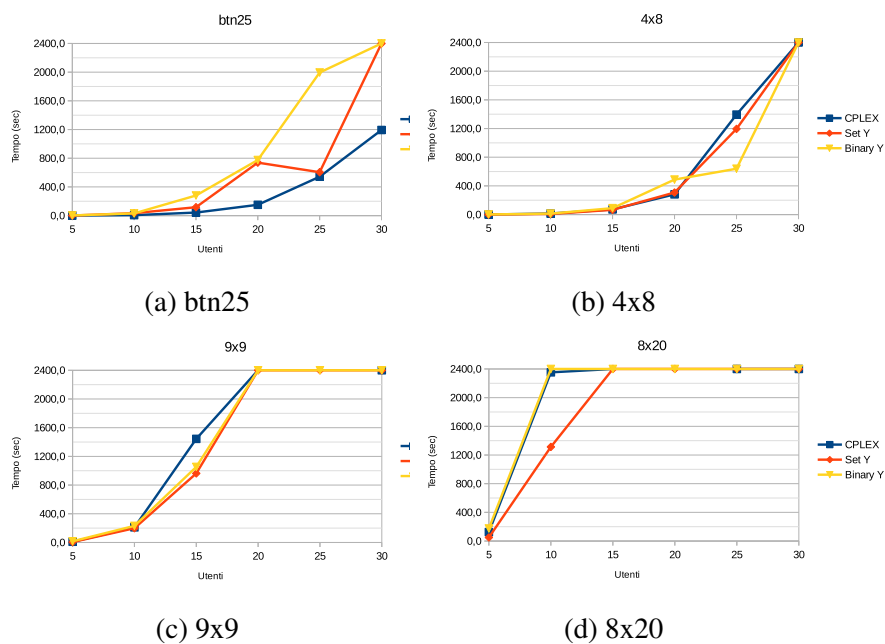 btn25
2400,0
2000,0
1600,0
1200,0
800,0
400,0
0,0
Tempo (sec)
5 10 15 20 25 30
Utenti
(a) btn25
4x8
2400,0
2000,0
1600,0
1200,0
800,0
400,0
0,0
Tempo (sec)
5 10 15 20 25 30
Utenti
CPLEX
Set Y
Binary Y
(b) 4x8
9x9
2400,0
2000,0
1600,0
1200,0
800,0
400,0
0,0
Tempo (sec)
5 10 15 20 25 30
Utenti
(c) 9x9
8x20
2400,0
2000,0
1600,0
1200,0
800,0
400,0
0,0
Tempo (sec)
5 10 15 20 25 30
Utenti
CPLEX
Set Y
Binary Y
(d) 8x20